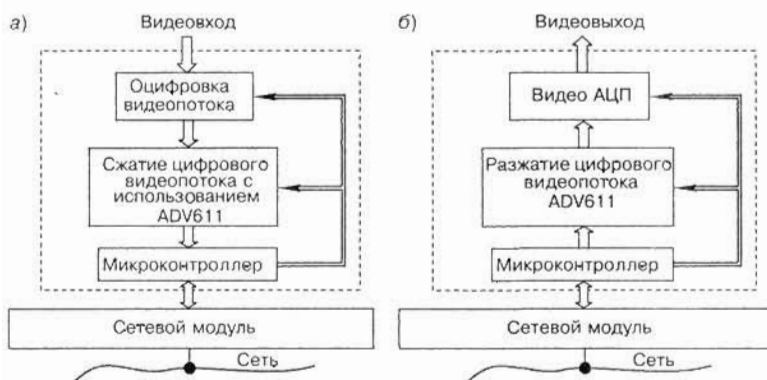 а)
Видеовход
Оцифровка
видеопотока
Сжатие цифрового
видеопотока с
использованием
ADV611
Микроконтроллер
Сетевой модуль
Сеть
б)
Видеовыход
Видео АЦП
Разжатие цифрового
видеопотока
ADV611
Микроконтроллер
Сетевой модуль
Сеть